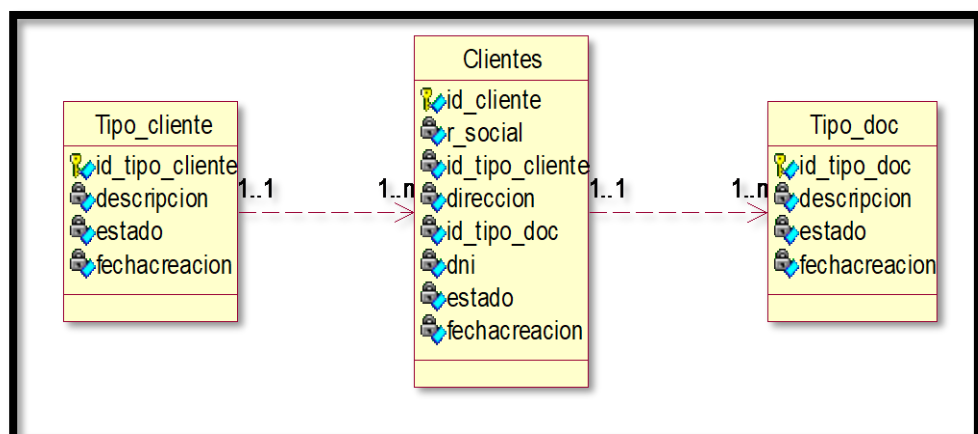 Tipo_cliente
id_tipo_cliente
descripcion
estado
fechacreacion
1..1
1..n
Clientes
id_cliente
r_social
id_tipo_cliente
direccion
id_tipo_doc
dni
estado
fechacreacion
1..1
1..n
Tipo_doc
id_tipo_doc
descripcion
estado
fechacreacion